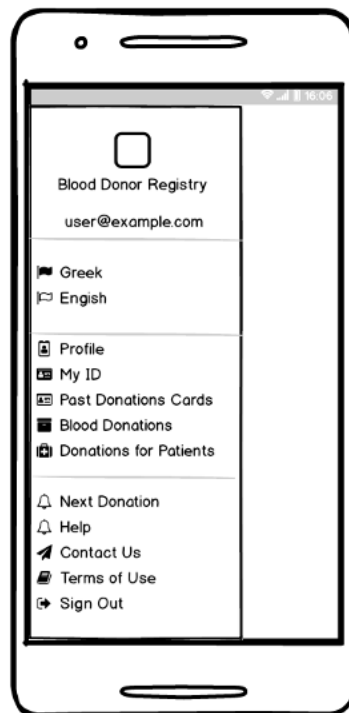 16:06
Blood Donor Registry
user@example.com
Greek
Engish
Profile
My ID
Past Donations Cards
Blood Donations
Donations for Patients
Next Donation
Help
Contact Us
Terms of Use
Sign Out